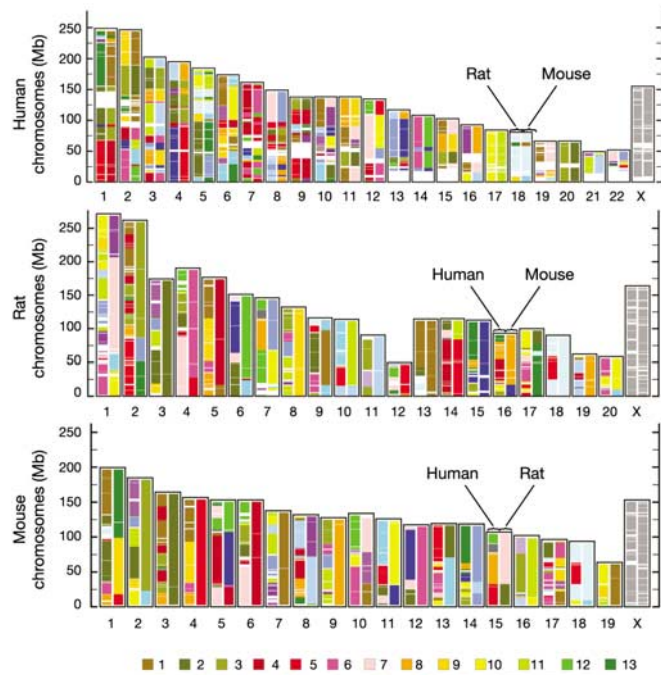 250
200
150
100
50
0
Human
chromosomes (Mb)
Rat Mouse
1 2 3 4 5 6 7 8 9 10 11 12 13 14 15 16 17 18 19 20 21 22 X
250
200
150
100
50
0
Rat
chromosomes (Mb)
Human Mouse
1 2 3 4 5 6 7 8 9 10 11 12 13 14 15 16 17 18 19 20 X
250
200
150
100
50
0
Mouse
chromosomes (Mb)
Human Rat
1 2 3 4 5 6 7 8 9 10 11 12 13 14 15 16 17 18 19 X
1 2 3 4 5 6 7 8 9 10 11 12 13